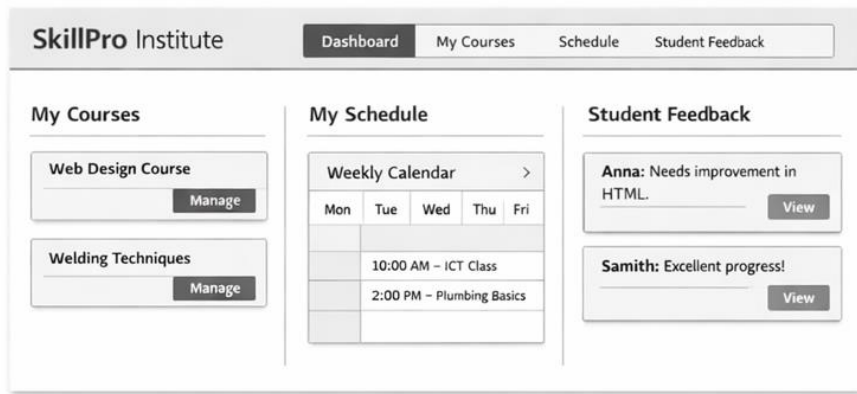 SkillPro Institute
Dashboard My Courses Schedule Student Feedback
My Courses
Web Design Course
Manage
Welding Techniques
Manage
My Schedule
Weekly Calendar >
Mon Tue Wed Thu Fri
10:00 AM – ICT Class
2:00 PM – Plumbing Basics
Student Feedback
Anna: Needs improvement in
HTML.
View
Samith: Excellent progress!
View